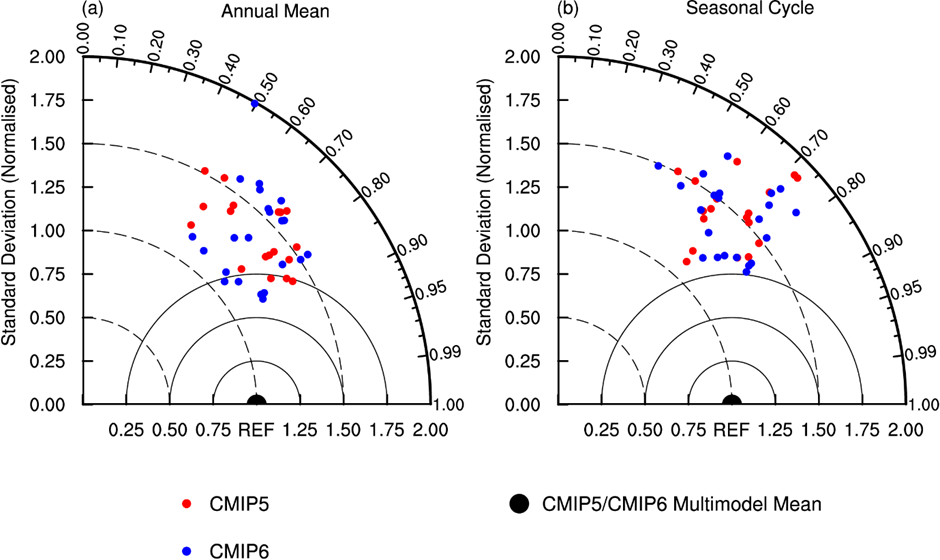 (a) Annual Mean
Standard Deviation (Normalised)
2.00
1.75
1.50
1.25
1.00
0.75
0.50
0.25
0.00
0.00 0.10 0.20 0.30 0.40 0.50 0.60 0.70 0.80 0.90 0.95 0.99 1.00
0.25 0.50 0.75 REF 1.25 1.50 1.75 2.00
(b) Seasonal Cycle
Standard Deviation (Normalised)
2.00
1.75
1.50
1.25
1.00
0.75
0.50
0.25
0.00
0.00 0.10 0.20 0.30 0.40 0.50 0.60 0.70 0.80 0.90 0.95 0.99 1.00
0.25 0.50 0.75 REF 1.25 1.50 1.75 2.00
CMIP5
CMIP6
CMIP5/CMIP6 Multimodel Mean